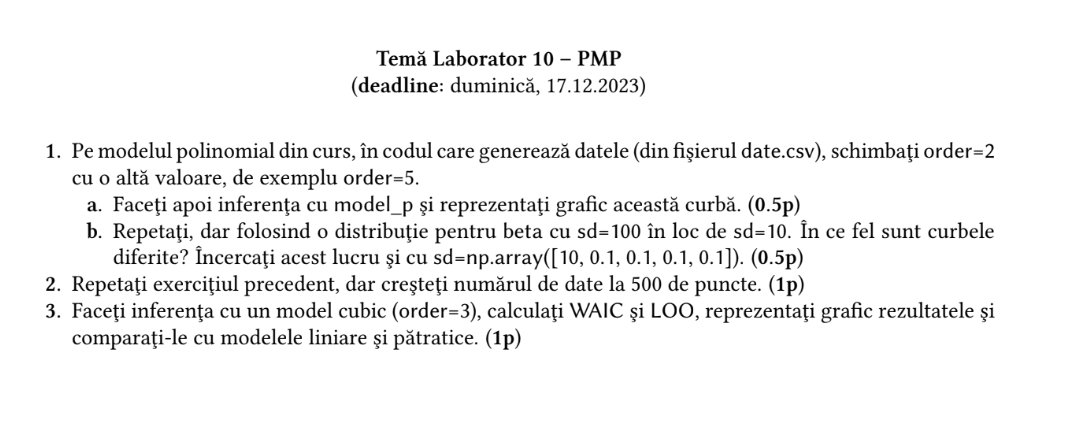 Temă Laborator 10 – PMP
(deadline: duminică, 17.12.2023)
1. Pe modelul polinomial din curs, în codul care generează datele (din fişierul date.csv), schimbaţi order=2
cu o altă valoare, de exemplu order=5.
a. Faceţi apoi inferenţa cu model_p şi reprezentaţi grafic această curbă. (0.5p)
b. Repetaţi, dar folosind o distribuţie pentru beta cu sd=100 în loc de sd=10. În ce fel sunt curbele
diferite? Încercaţi acest lucru şi cu sd=np.array([10, 0.1, 0.1, 0.1, 0.1]). (0.5p)
2. Repetaţi exerciţiul precedent, dar creşteţi numărul de date la 500 de puncte. (1p)
3. Faceţi inferenţa cu un model cubic (order=3), calculaţi WAIC şi LOO, reprezentaţi grafic rezultatele şi
comparaţi-le cu modelele liniare şi pătratice. (1p)